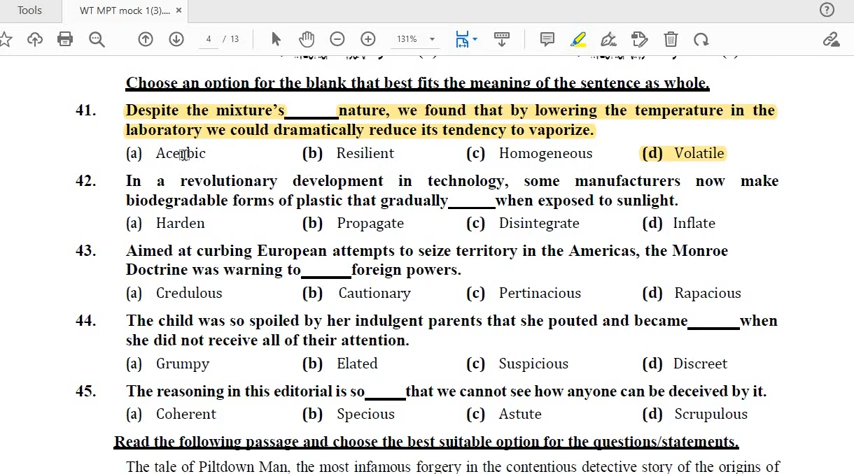 Tools WT MPT mock 1(3).... ×
4 / 13 131%
Choose an option for the blank that best fits the meaning of the sentence as whole.
41. Despite the mixture's______nature, we found that by lowering the temperature in the
laboratory we could dramatically reduce its tendency to vaporize.
(a) Acerbic (b) Resilient (c) Homogeneous (d) Volatile
42. In a revolutionary development in technology, some manufacturers now make
biodegradable forms of plastic that gradually______when exposed to sunlight.
(a) Harden (b) Propagate (c) Disintegrate (d) Inflate
43. Aimed at curbing European attempts to seize territory in the Americas, the Monroe
Doctrine was warning to______foreign powers.
(a) Credulous (b) Cautionary (c) Pertinacious (d) Rapacious
44. The child was so spoiled by her indulgent parents that she pouted and became______when
she did not receive all of their attention.
(a) Grumpy (b) Elated (c) Suspicious (d) Discreet
45. The reasoning in this editorial is so_____that we cannot see how anyone can be deceived by it.
(a) Coherent (b) Specious (c) Astute (d) Scrupulous
Read the following passage and choose the best suitable option for the questions/statements.
The tale of Piltdown Man, the most infamous forgery in the contentious detective story of the origins of